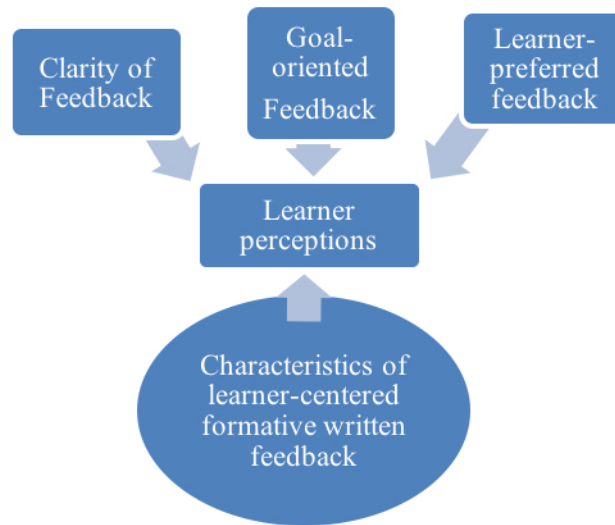 Clarity of
Feedback
Goal-
oriented
Feedback
Learner-
preferred
feedback
Learner
perceptions
Characteristics of
learner-centered
formative written
feedback